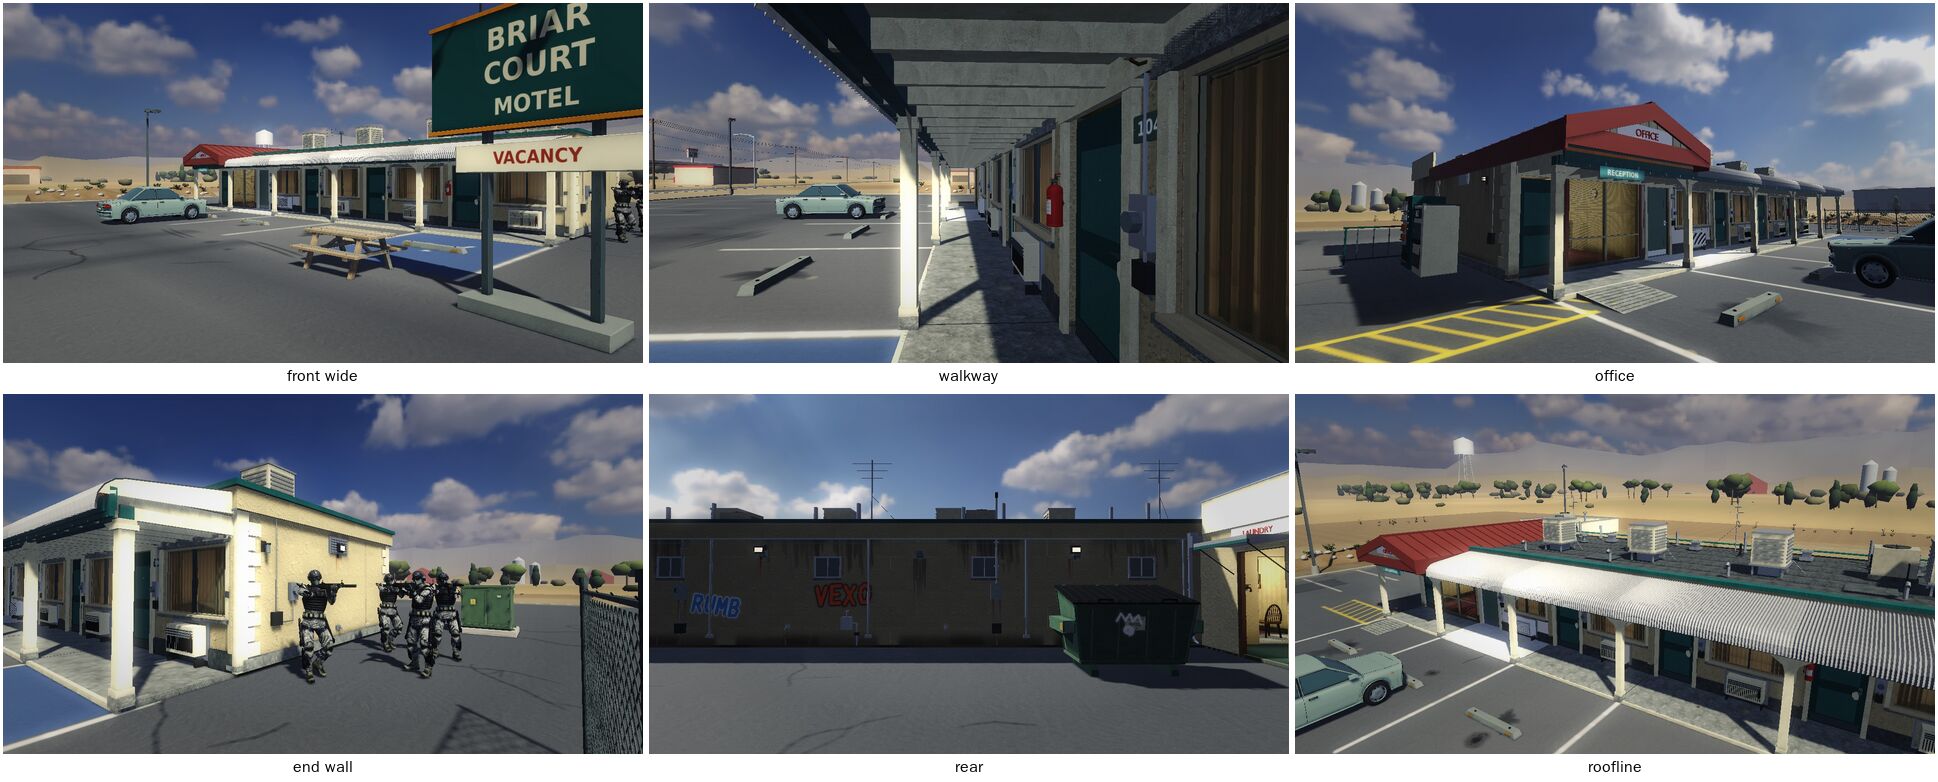 BRIAR
COURT
MOTEL
VACANCY
front wide
104
walkway
OFFICE
RECEPTION
office
end wall
RUMB
VEXO
LAUNDRY
rear
roofline